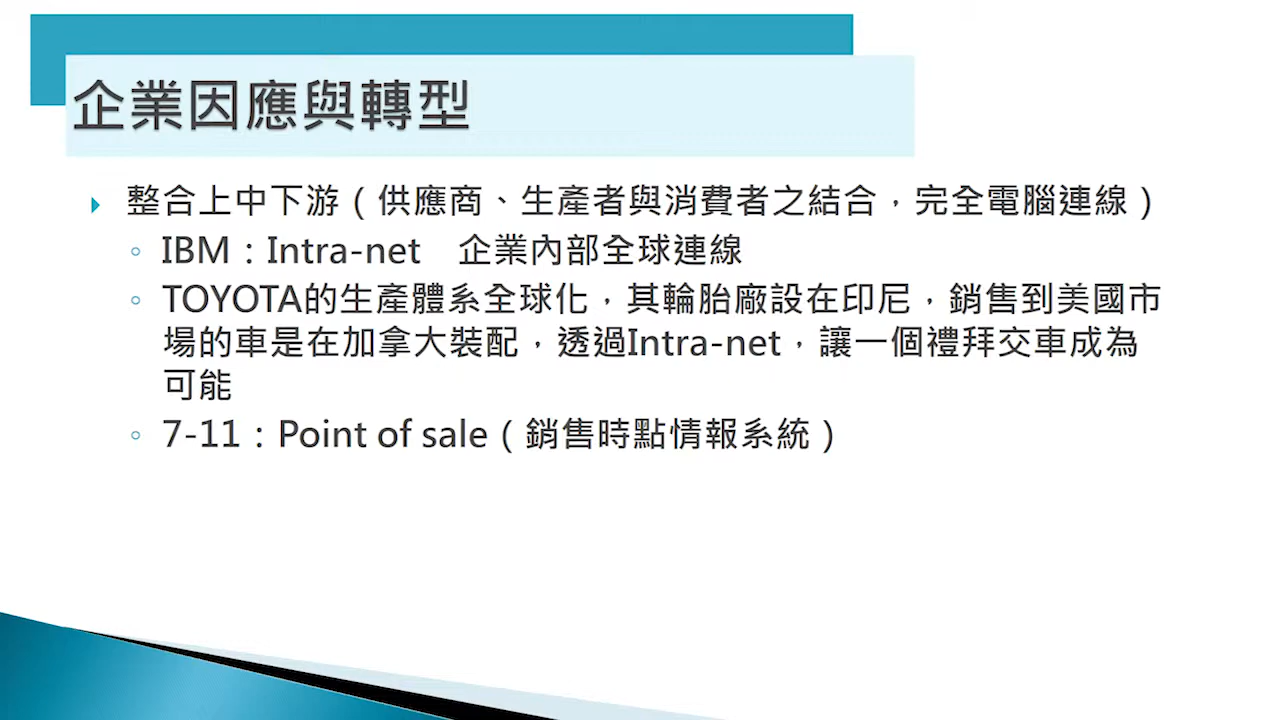 企業因應與轉型
整合上中下游（供應商、生產者與消費者之結合，完全電腦連線）
IBM：Intra-net　企業內部全球連線
TOYOTA的生產體系全球化，其輪胎廠設在印尼，銷售到美國市
場的車是在加拿大裝配，透過Intra-net，讓一個禮拜交車成為
可能
7-11：Point of sale（銷售時點情報系統）